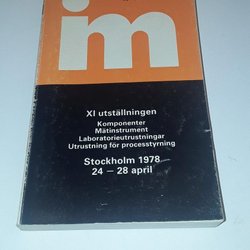 im
XI utställningen
Komponenter
Mätinstrument
Laboratorieutrustningar
Utrustning för processtyrning
Stockholm 1978
24 — 28 april